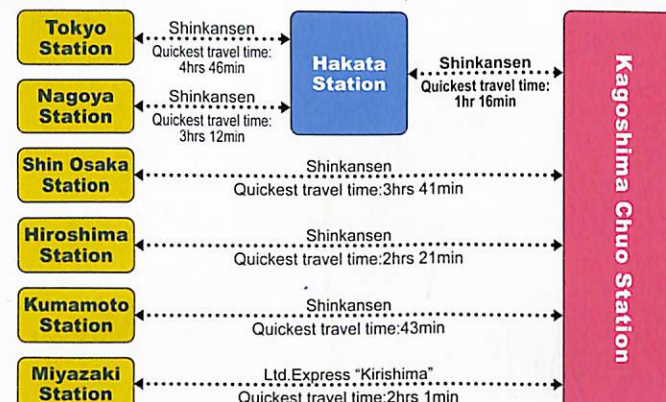 Tokyo
Station
Shinkansen
Quickest travel time:
4hrs 46min
Nagoya
Station
Shinkansen
Quickest travel time:
3hrs 12min
Hakata
Station
Shinkansen
Quickest travel time:
1hr 16min
Shin Osaka
Station
Shinkansen
Quickest travel time:3hrs 41min
Hiroshima
Station
Shinkansen
Quickest travel time:2hrs 21min
Kumamoto
Station
Shinkansen
Quickest travel time:43min
Miyazaki
Station
Ltd.Express “Kirishima”
Quickest travel time:2hrs 1min
Kagoshima Chuo Station